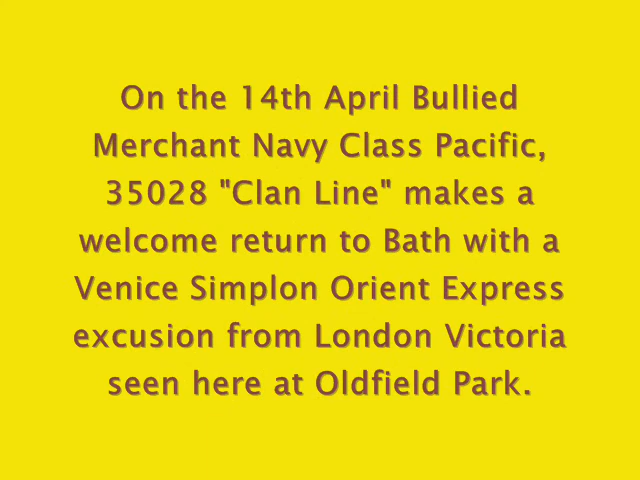 On the 14th April Bullied
Merchant Navy Class Pacific,
35028 "Clan Line" makes a
welcome return to Bath with a
Venice Simplon Orient Express
excusion from London Victoria
seen here at Oldfield Park.